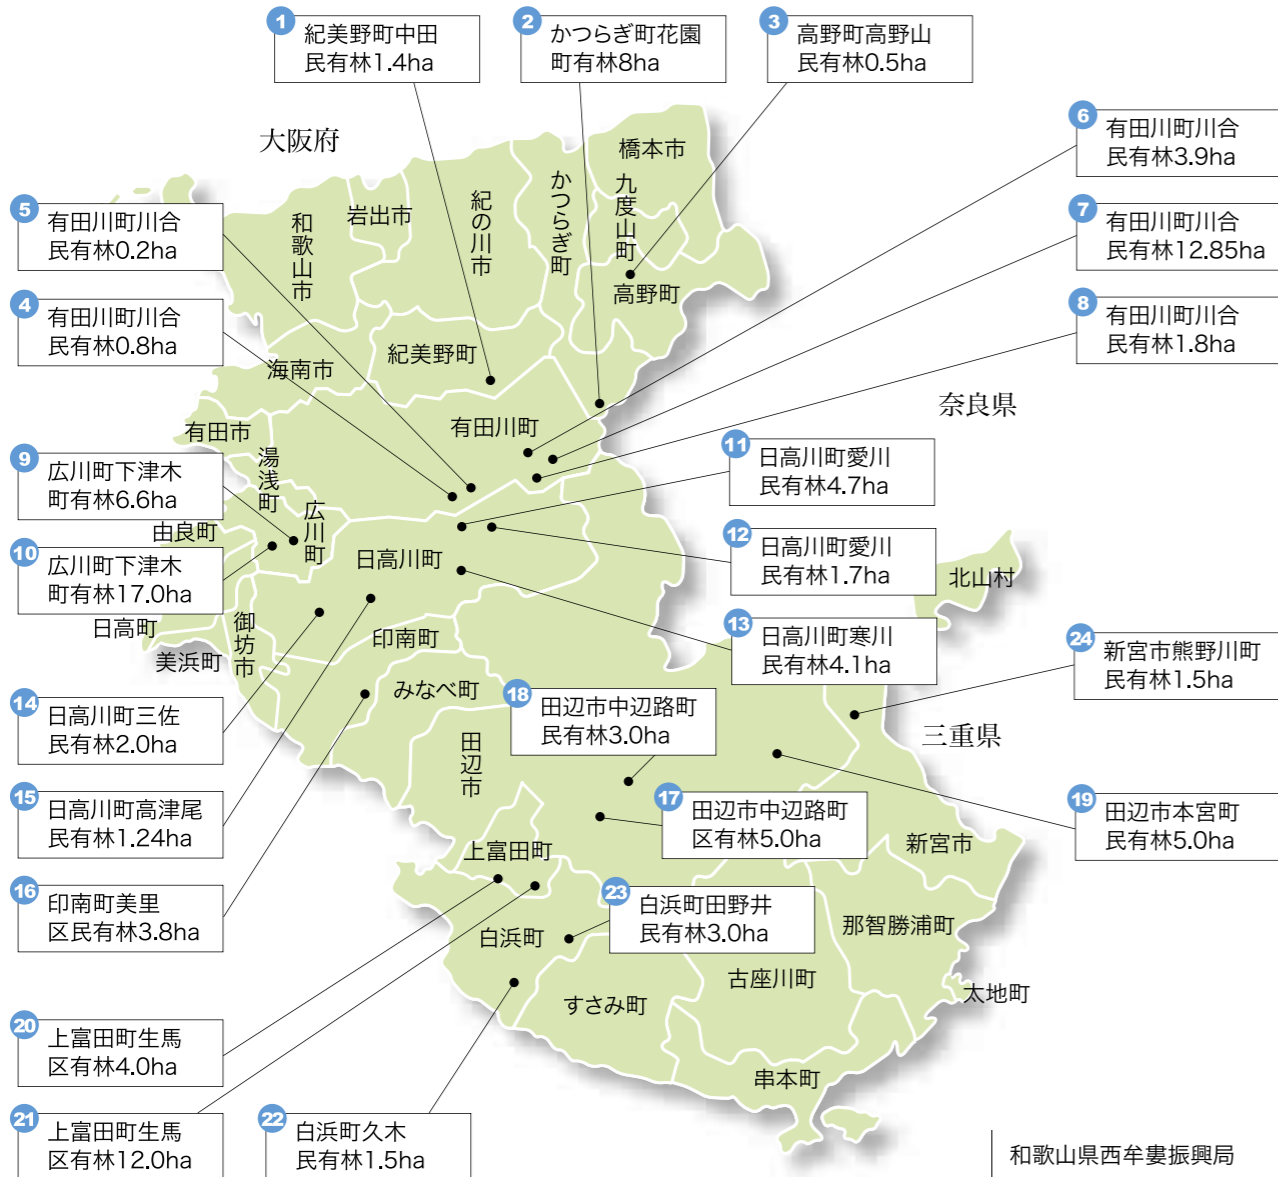 1
紀美野町中田
民有林1.4ha
2
かつらぎ町花園
町有林8ha
3
高野町高野山
民有林0.5ha
大阪府
橋本市
6
有田川町川合
民有林3.9ha
5
有田川町川合
民有林0.2ha
和歌山市
岩出市
紀の川市
かつらぎ町
九度山町
高野町
7
有田川町川合
民有林12.85ha
4
有田川町川合
民有林0.8ha
8
有田川町川合
民有林1.8ha
海南市
紀美野町
奈良県
有田市
有田川町
湯浅町
9
広川町下津木
町有林6.6ha
11
日高川町愛川
民有林4.7ha
由良町
広川町
日高川町
10
広川町下津木
町有林17.0ha
12
日高川町愛川
民有林1.7ha
北山村
日高町
美浜町
御坊市
印南町
13
日高川町寒川
民有林4.1ha
24
新宮市熊野川町
民有林1.5ha
みなべ町
14
日高川町三佐
民有林2.0ha
18
田辺市中辺路町
民有林3.0ha
三重県
田辺市
15
日高川町高津尾
民有林1.24ha
17
田辺市中辺路町
区有林5.0ha
19
田辺市本宮町
民有林5.0ha
上富田町
新宮市
16
印南町美里
区民有林3.8ha
23
白浜町田野井
民有林3.0ha
白浜町
那智勝浦町
古座川町
すさみ町
太地町
20
上富田町生馬
区有林4.0ha
串本町
21
上富田町生馬
区有林12.0ha
22
白浜町久木
民有林1.5ha
和歌山県西牟婁振興局